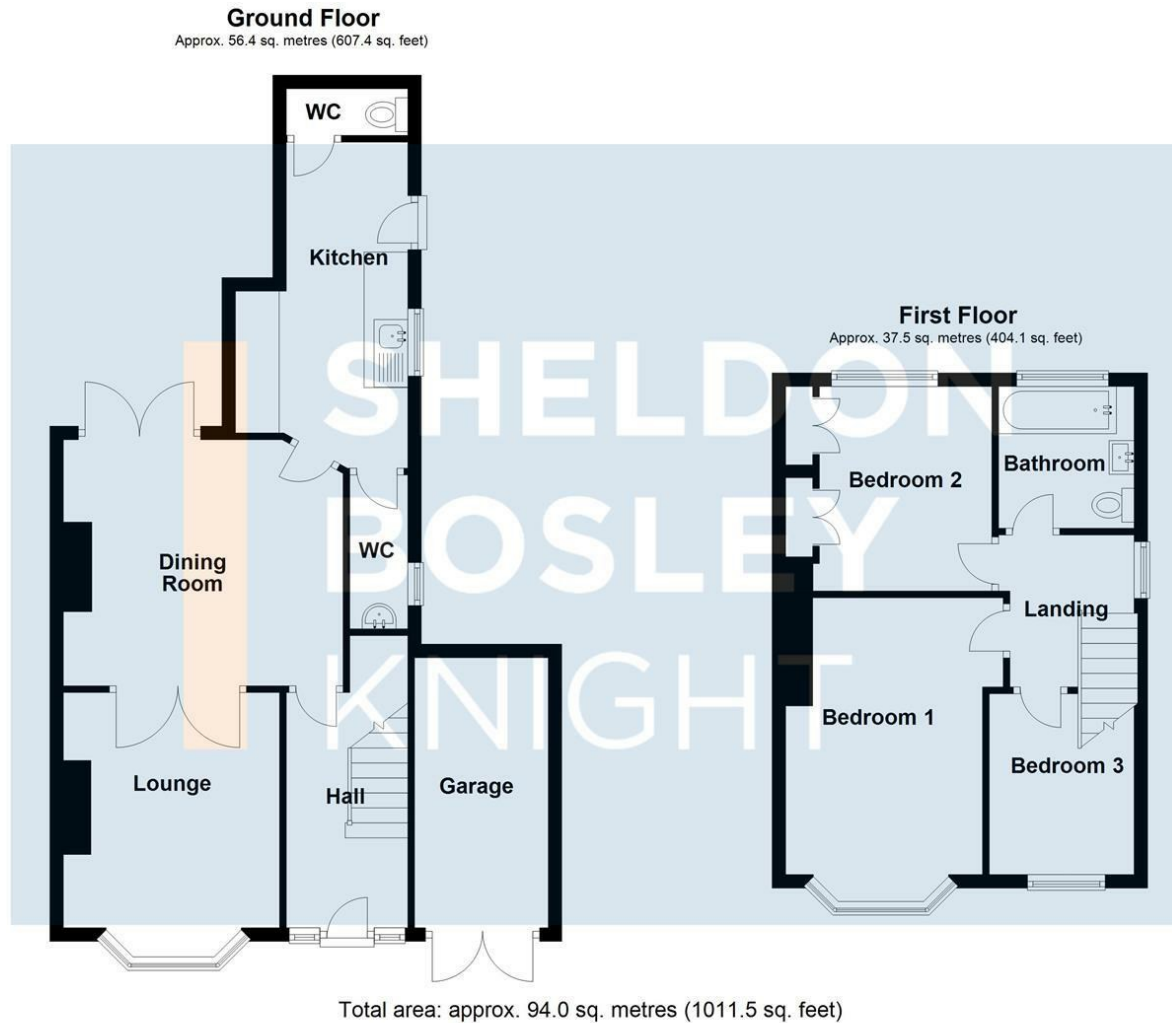 Ground Floor
Approx. 56.4 sq. metres (607.4 sq. feet)
WC
Kitchen
Dining
Room
WC
Lounge
Hall
Garage
First Floor
Approx. 37.5 sq. metres (404.1 sq. feet)
Bedroom 2
Bathroom
Landing
Bedroom 1
Bedroom 3
SHELDON
BOSLEY
KNIGHT
Total area: approx. 94.0 sq. metres (1011.5 sq. feet)